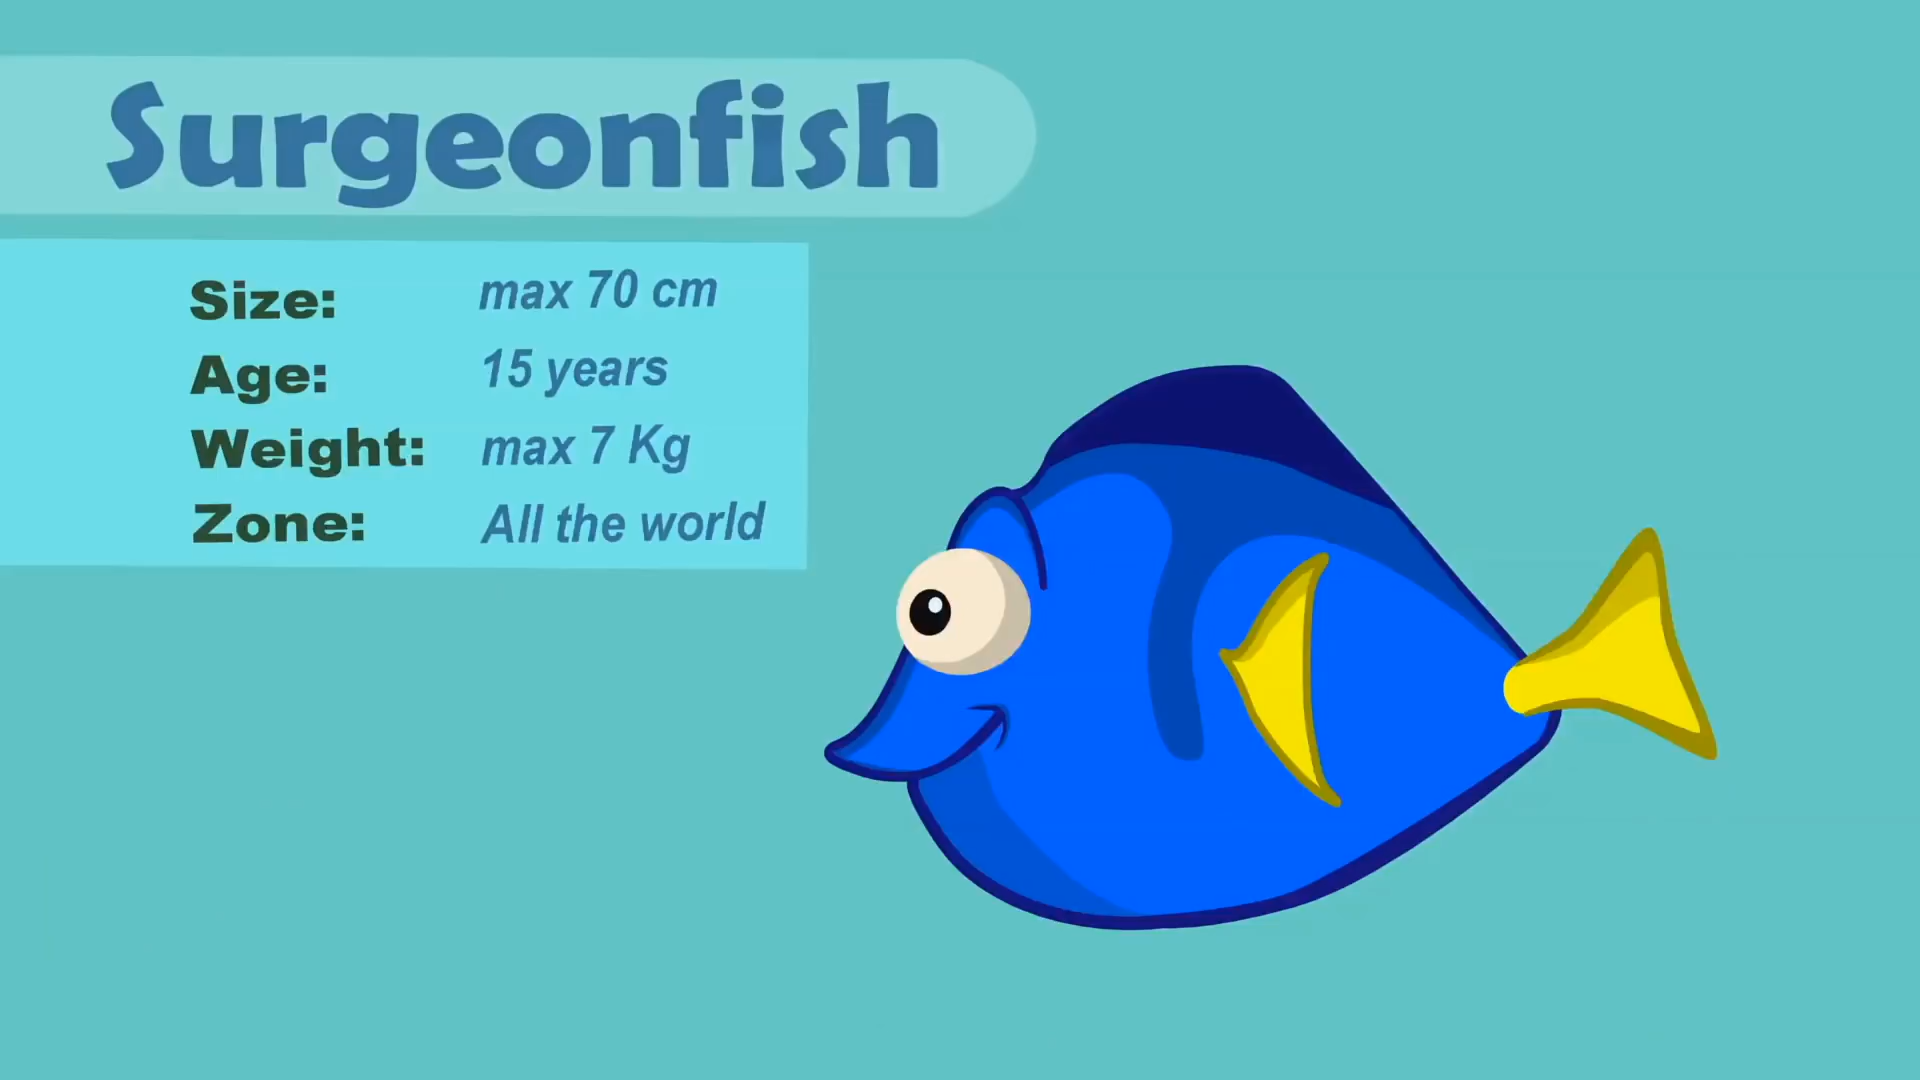 Surgeonfish
Size: max 70 cm
Age: 15 years
Weight: max 7 Kg
Zone: All the world